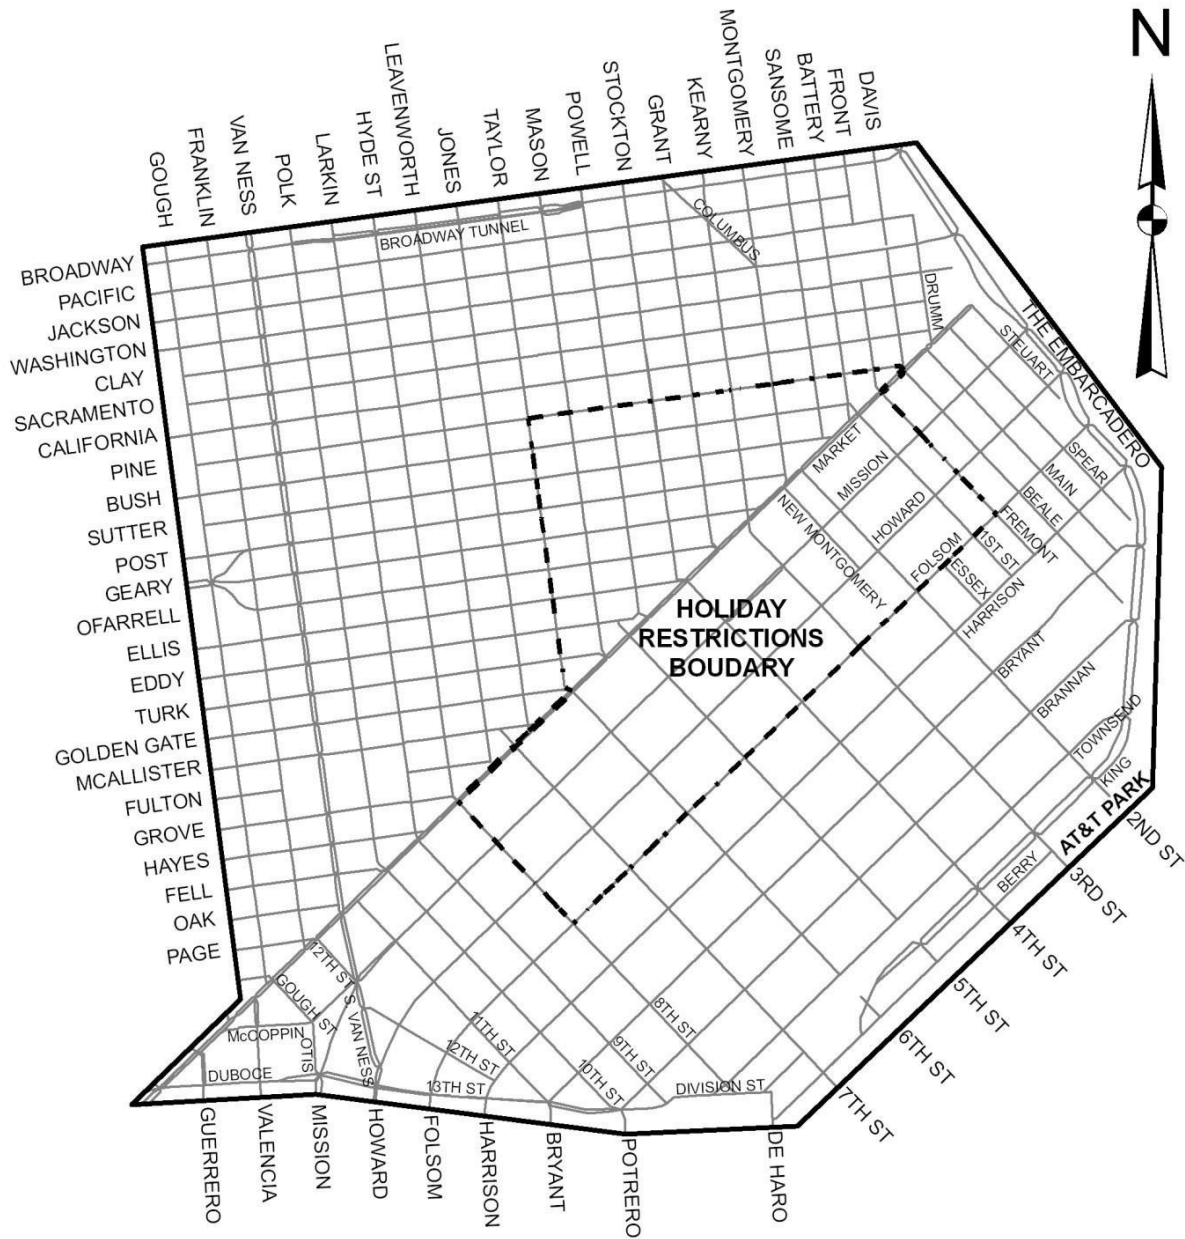 N
GOUGH
FRANKLIN
VAN NESS
POLK
LARKIN
HYDE ST
LEAVENWORTH
JONES
TAYLOR
MASON
POWELL
STOCKTON
GRANT
KEARNY
MONTGOMERY
SANSOME
BATTERY
FRONT
DAVIS
BROADWAY
PACIFIC
JACKSON
WASHINGTON
CLAY
SACRAMENTO
CALIFORNIA
PINE
BUSH
SUTTER
POST
GEARY
OFARRELL
ELLIS
EDDY
TURK
GOLDEN GATE
MCALLISTER
FULTON
GROVE
HAYES
FELL
OAK
PAGE
BROADWAY TUNNEL
COLUMBUS
DRUMM
THE EMBARCADERO
STEUART
SPEAR
MAIN
BEALE
FREMONT
1ST ST
ESSEX
MARKET
MISSION
HOWARD
NEW MONTGOMERY
FOLSOM
HARRISON
BRYANT
BRANNAN
TOWNSEND
KING
AT&T PARK
BERRY
HOLIDAY
RESTRICTIONS
BOUDARY
2ND ST
3RD ST
4TH ST
5TH ST
6TH ST
7TH ST
8TH ST
9TH ST
10TH ST
11TH ST
12TH ST
13TH ST
DIVISION ST
12TH ST
GOUGH ST
S. VAN NESS
McCOPPIN
OTIS
DUBOCE
GUERRERO
VALENCIA
MISSION
HOWARD
FOLSOM
HARRISON
BRYANT
POTRERO
DE HARO